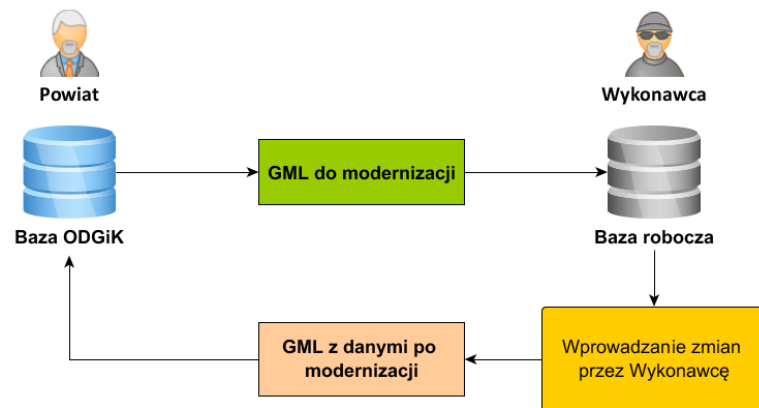 Powiat
Wykonawca
GML do modernizacji
Baza ODGiK
Baza robocza
GML z danymi po
modernizacji
Wprowadzanie zmian
przez Wykonawcę